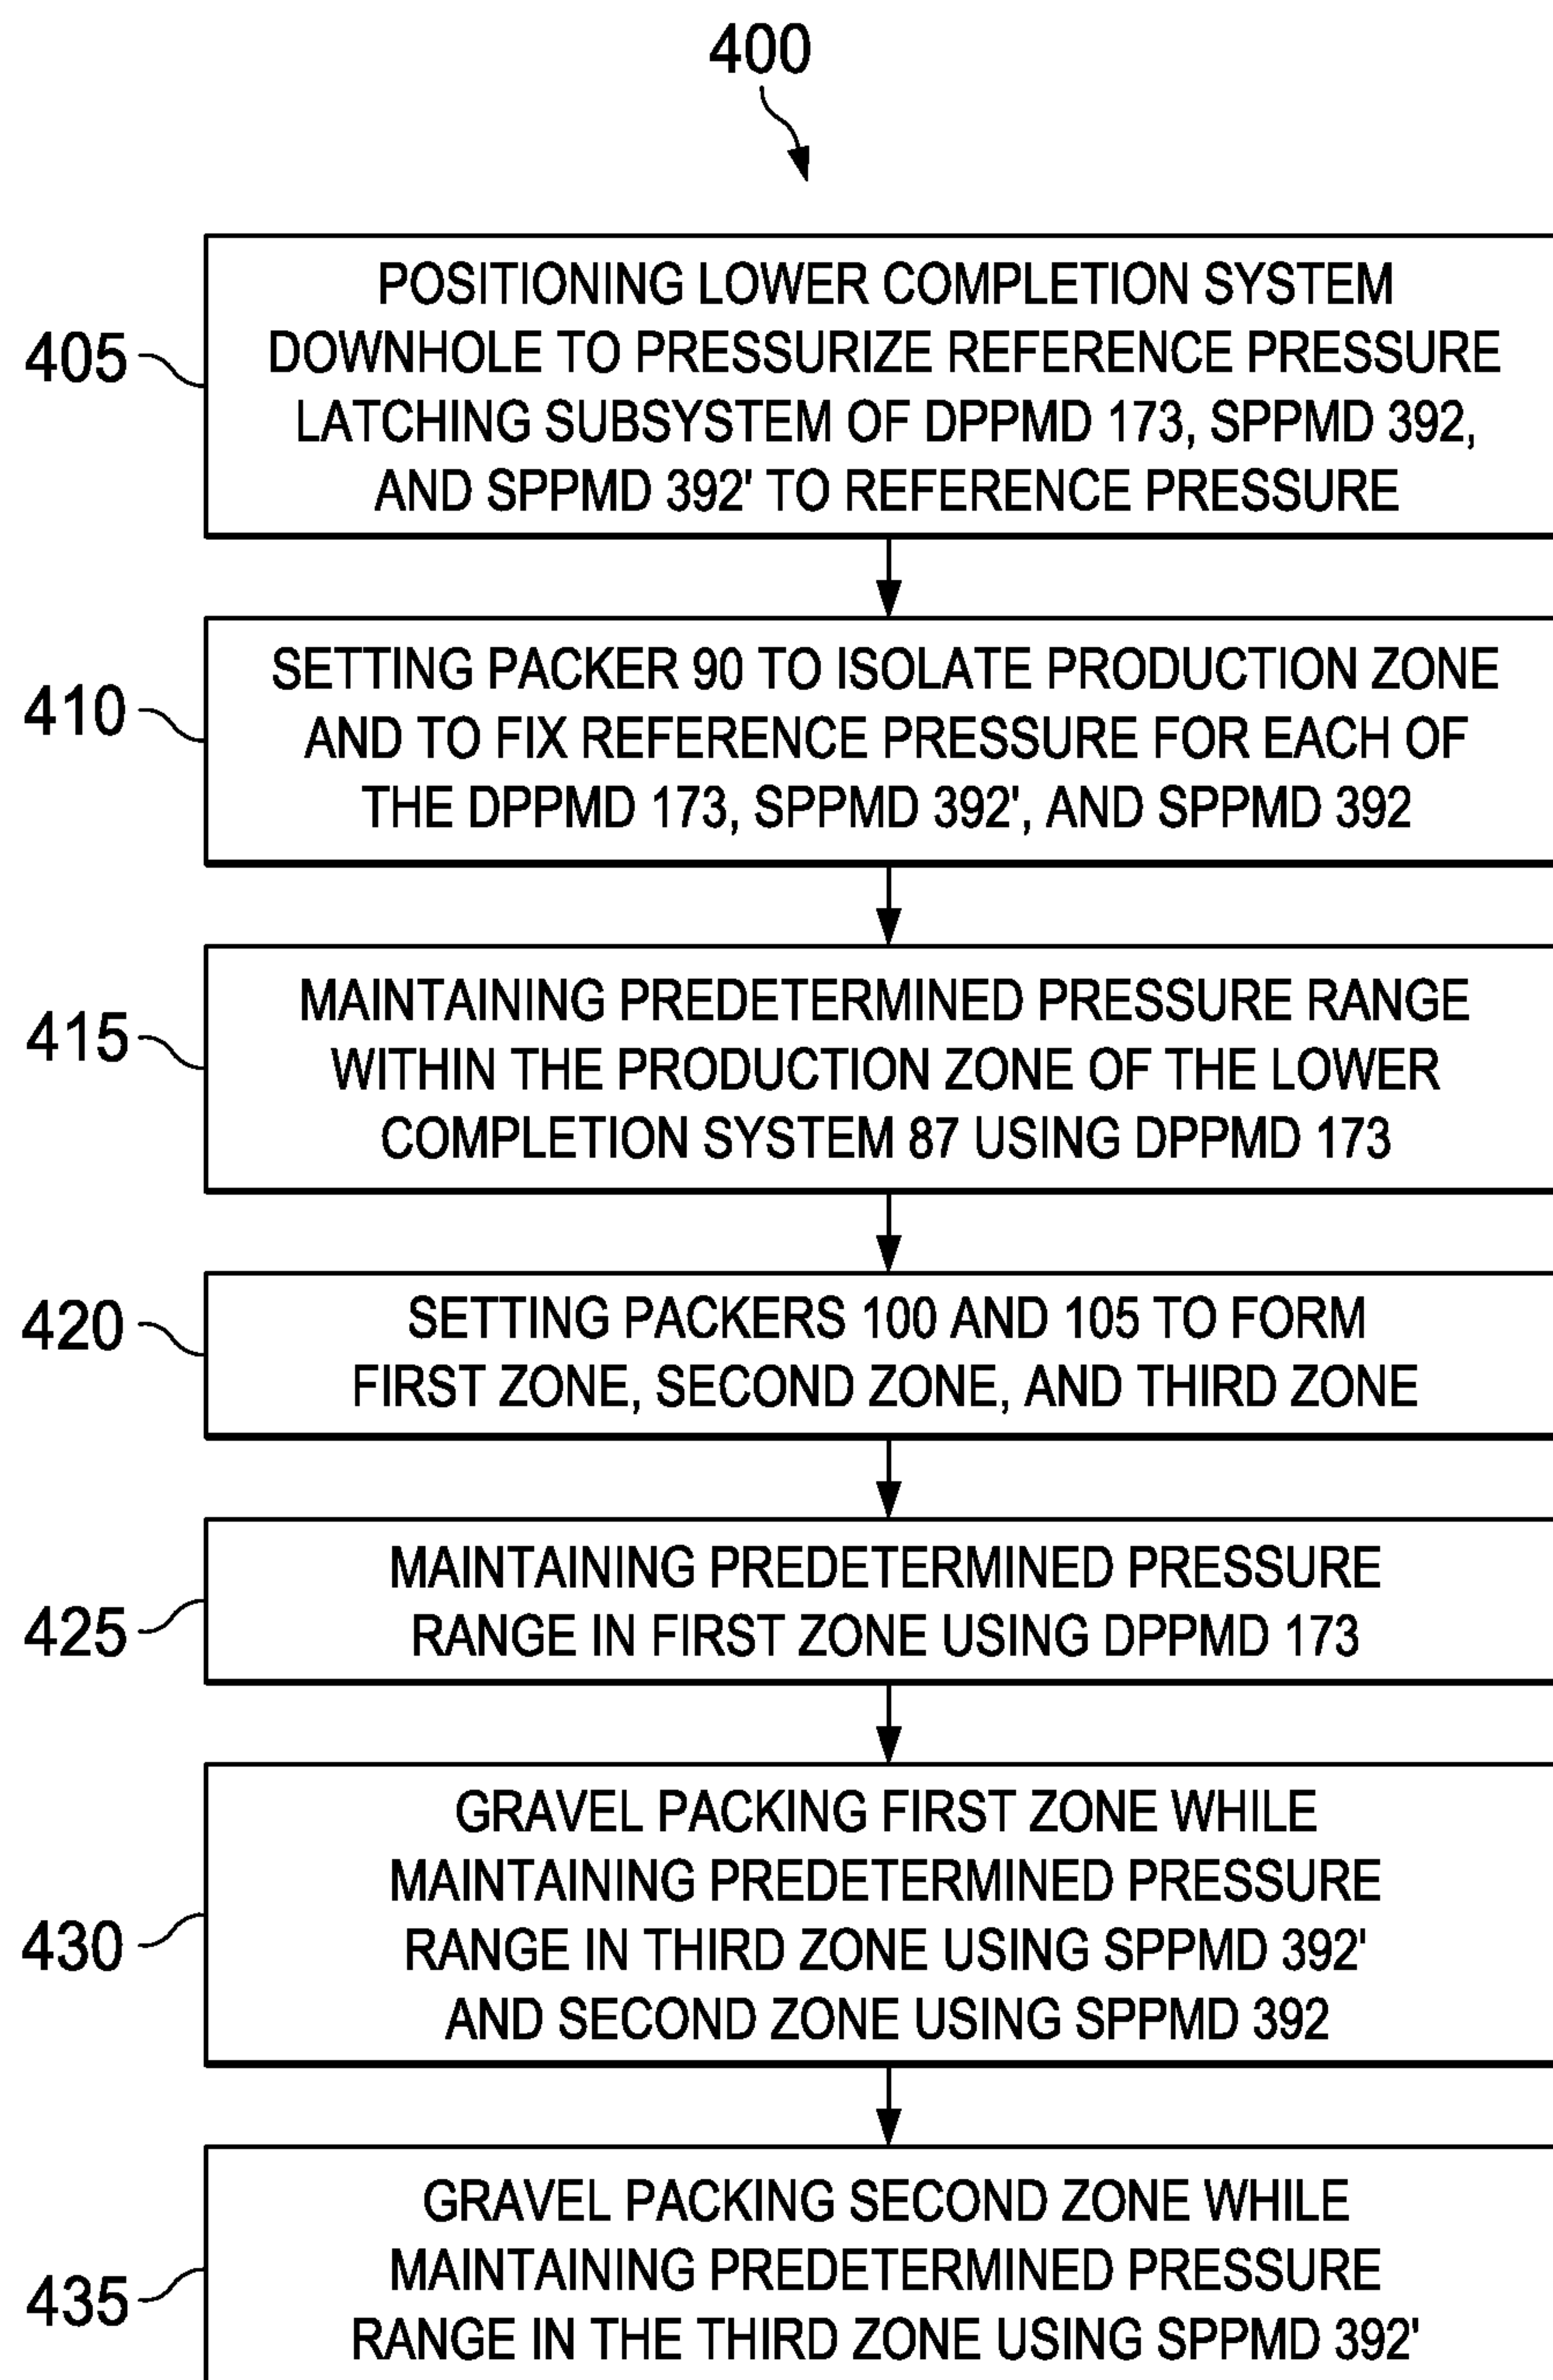 400
405
POSITIONING LOWER COMPLETION SYSTEM
DOWNHOLE TO PRESSURIZE REFERENCE PRESSURE
LATCHING SUBSYSTEM OF DPPMD 173, SPPMD 392,
AND SPPMD 392' TO REFERENCE PRESSURE
410
SETTING PACKER 90 TO ISOLATE PRODUCTION ZONE
AND TO FIX REFERENCE PRESSURE FOR EACH OF
THE DPPMD 173, SPPMD 392', AND SPPMD 392
415
MAINTAINING PREDETERMINED PRESSURE RANGE
WITHIN THE PRODUCTION ZONE OF THE LOWER
COMPLETION SYSTEM 87 USING DPPMD 173
420
SETTING PACKERS 100 AND 105 TO FORM
FIRST ZONE, SECOND ZONE, AND THIRD ZONE
425
MAINTAINING PREDETERMINED PRESSURE
RANGE IN FIRST ZONE USING DPPMD 173
430
GRAVEL PACKING FIRST ZONE WHILE
MAINTAINING PREDETERMINED PRESSURE
RANGE IN THIRD ZONE USING SPPMD 392'
AND SECOND ZONE USING SPPMD 392
435
GRAVEL PACKING SECOND ZONE WHILE
MAINTAINING PREDETERMINED PRESSURE
RANGE IN THE THIRD ZONE USING SPPMD 392'